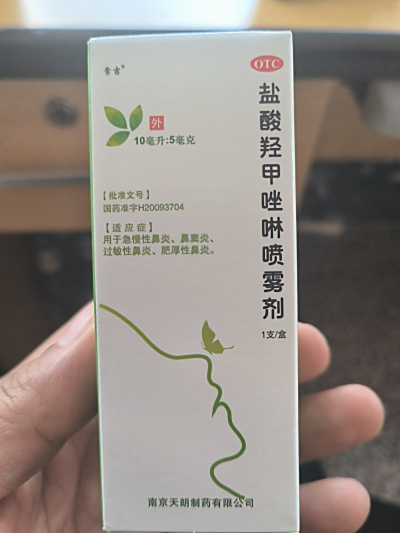 常吉®
OTC
外
10毫升:5毫克
盐酸羟甲唑啉喷雾剂
1支/盒
【批准文号】
国药准字H20093704
【适应症】
用于急慢性鼻炎、鼻窦炎、
过敏性鼻炎、肥厚性鼻炎。
南京天朗制药有限公司